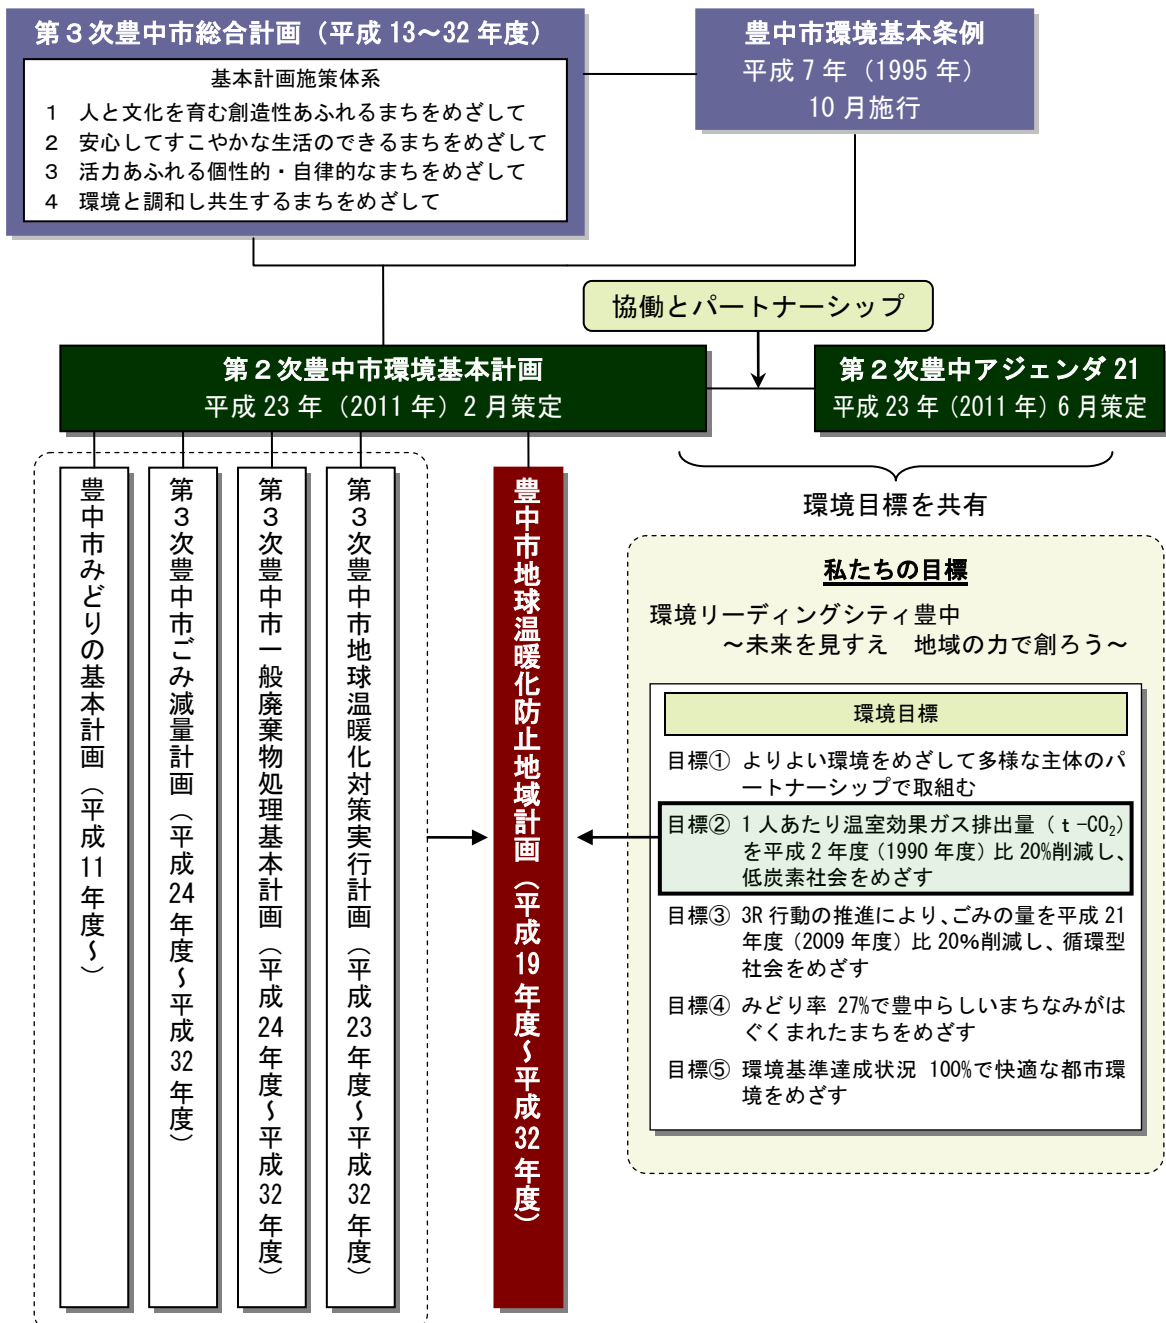 第３次豊中市総合計画（平成 13～32 年度）
基本計画施策体系
１　人と文化を育む創造性あふれるまちをめざして
２　安心してすこやかな生活のできるまちをめざして
３　活力あふれる個性的・自律的なまちをめざして
４　環境と調和し共生するまちをめざして
豊中市環境基本条例
平成 7 年（1995 年）
10 月施行
協働とパートナーシップ
第２次豊中市環境基本計画
平成 23 年（2011 年）2 月策定
第２次豊中アジェンダ 21
平成 23 年（2011 年）6 月策定
豊中市みどりの基本計画（平成11年度～）
第３次豊中市ごみ減量計画（平成24年度～平成32年度）
第３次豊中市一般廃棄物処理基本計画（平成24年度～平成32年度）
第３次豊中市地球温暖化対策実行計画（平成23年度～平成32年度）
豊中市地球温暖化防止地域計画（平成19年度～平成32年度）
環境目標を共有
私たちの目標
環境リーディングシティ豊中
～未来を見すえ　地域の力で創ろう～
環境目標
目標① よりよい環境をめざして多様な主体のパ
ートナーシップで取組む
目標② 1 人あたり温室効果ガス排出量（ｔ-CO₂）
を平成 2 年度（1990 年度）比 20%削減し、
低炭素社会をめざす
目標③ 3R 行動の推進により、ごみの量を平成 21
年度（2009 年度）比 20%削減し、循環型
社会をめざす
目標④ みどり率 27%で豊中らしいまちなみがは
ぐくまれたまちをめざす
目標⑤ 環境基準達成状況 100%で快適な都市環
境をめざす